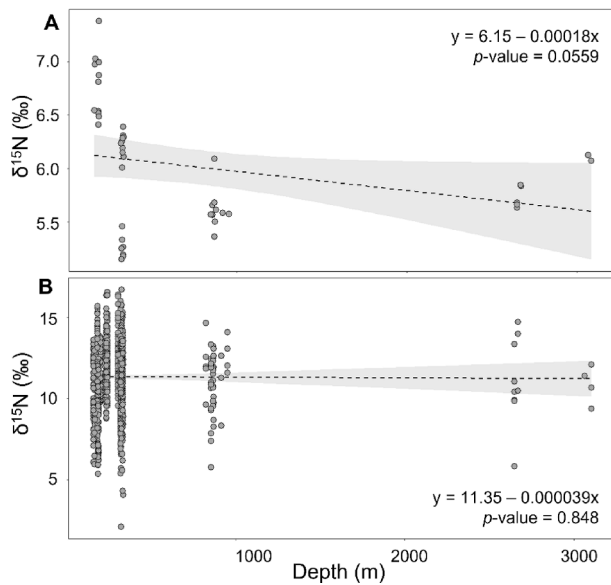 A
y = 6.15 – 0.00018x
p-value = 0.0559
7.0
6.5
6.0
5.5
δ¹⁵N (‰)
B
15
10
5
δ¹⁵N (‰)
y = 11.35 – 0.000039x
p-value = 0.848
1000 2000 3000
Depth (m)